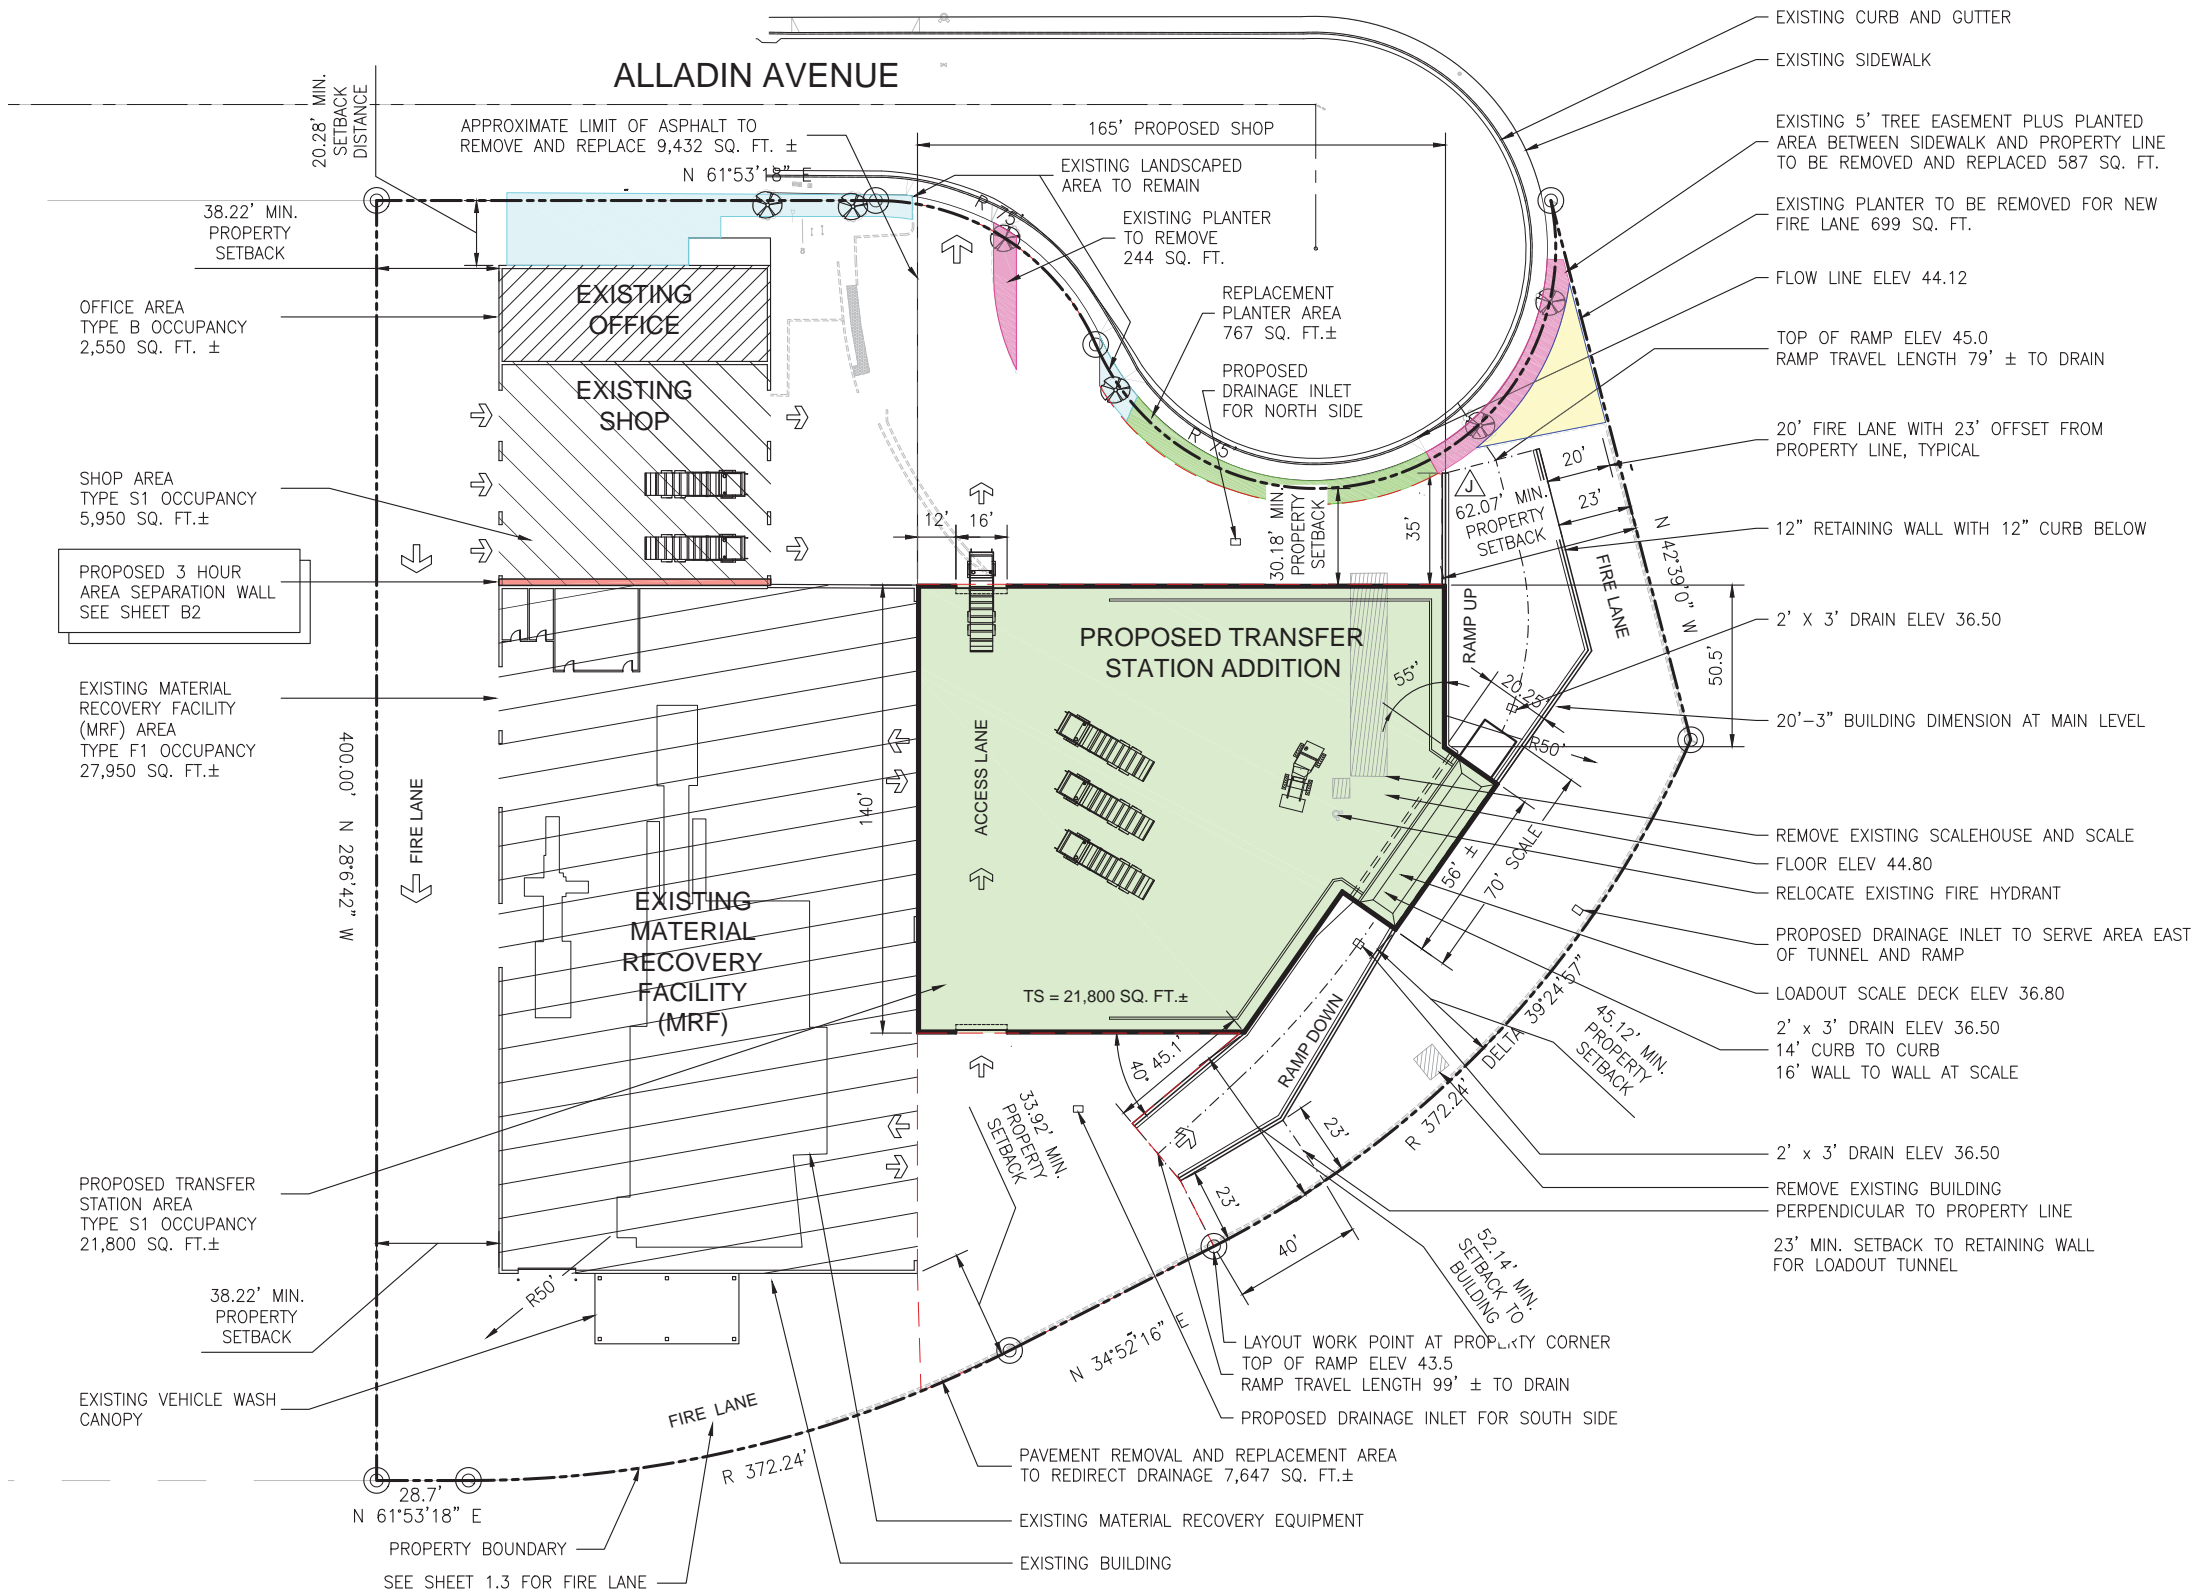 ALLADIN AVENUE
20.28' MIN.
SETBACK
DISTANCE
APPROXIMATE LIMIT OF ASPHALT TO
REMOVE AND REPLACE 9,432 SQ. FT. ±
N 61°53'18" E
165' PROPOSED SHOP
EXISTING LANDSCAPED
AREA TO REMAIN
R 75'
EXISTING PLANTER
TO REMOVE
244 SQ. FT.
REPLACEMENT
PLANTER AREA
767 SQ. FT.±
PROPOSED
DRAINAGE INLET
FOR NORTH SIDE
R 75'
38.22' MIN.
PROPERTY
SETBACK
OFFICE AREA
TYPE B OCCUPANCY
2,550 SQ. FT. ±
SHOP AREA
TYPE S1 OCCUPANCY
5,950 SQ. FT.±
PROPOSED 3 HOUR
AREA SEPARATION WALL
SEE SHEET B2
EXISTING MATERIAL
RECOVERY FACILITY
(MRF) AREA
TYPE F1 OCCUPANCY
27,950 SQ. FT.±
PROPOSED TRANSFER
STATION AREA
TYPE S1 OCCUPANCY
21,800 SQ. FT.±
38.22' MIN.
PROPERTY
SETBACK
EXISTING VEHICLE WASH
CANOPY
EXISTING
OFFICE
EXISTING
SHOP
400.00' N 28°6'42" W
FIRE LANE
EXISTING
MATERIAL
RECOVERY
FACILITY
(MRF)
R50'
12'
16'
30.18' MIN.
PROPERTY
SETBACK
35'
J
62.07' MIN.
PROPERTY
SETBACK
20'
23'
FIRE LANE
N 42°39'0" W
50.5'
RAMP UP
PROPOSED TRANSFER
STATION ADDITION
55°
20.25'
R50'
140'
ACCESS LANE
TS = 21,800 SQ. FT.±
56' ±
70' SCALE
RAMP DOWN
45.1'
40°
33.92' MIN.
PROPERTY
SETBACK
DELTA 39°24'57"
R 372.24'
45.12' MIN.
PROPERTY
SETBACK
23'
23'
40'
52.14' MIN.
SETBACK TO
BUILDING
N 34°52'16" E
FIRE LANE
R 372.24'
28.7'
N 61°53'18" E
PROPERTY BOUNDARY
SEE SHEET 1.3 FOR FIRE LANE
EXISTING CURB AND GUTTER
EXISTING SIDEWALK
EXISTING 5' TREE EASEMENT PLUS PLANTED
AREA BETWEEN SIDEWALK AND PROPERTY LINE
TO BE REMOVED AND REPLACED 587 SQ. FT.
EXISTING PLANTER TO BE REMOVED FOR NEW
FIRE LANE 699 SQ. FT.
FLOW LINE ELEV 44.12
TOP OF RAMP ELEV 45.0
RAMP TRAVEL LENGTH 79' ± TO DRAIN
20' FIRE LANE WITH 23' OFFSET FROM
PROPERTY LINE, TYPICAL
12" RETAINING WALL WITH 12" CURB BELOW
2' X 3' DRAIN ELEV 36.50
20'-3" BUILDING DIMENSION AT MAIN LEVEL
REMOVE EXISTING SCALEHOUSE AND SCALE
FLOOR ELEV 44.80
RELOCATE EXISTING FIRE HYDRANT
PROPOSED DRAINAGE INLET TO SERVE AREA EAST
OF TUNNEL AND RAMP
LOADOUT SCALE DECK ELEV 36.80
2' x 3' DRAIN ELEV 36.50
14' CURB TO CURB
16' WALL TO WALL AT SCALE
2' x 3' DRAIN ELEV 36.50
REMOVE EXISTING BUILDING
PERPENDICULAR TO PROPERTY LINE
23' MIN. SETBACK TO RETAINING WALL
FOR LOADOUT TUNNEL
LAYOUT WORK POINT AT PROPERTY CORNER
TOP OF RAMP ELEV 43.5
RAMP TRAVEL LENGTH 99' ± TO DRAIN
PROPOSED DRAINAGE INLET FOR SOUTH SIDE
PAVEMENT REMOVAL AND REPLACEMENT AREA
TO REDIRECT DRAINAGE 7,647 SQ. FT.±
EXISTING MATERIAL RECOVERY EQUIPMENT
EXISTING BUILDING